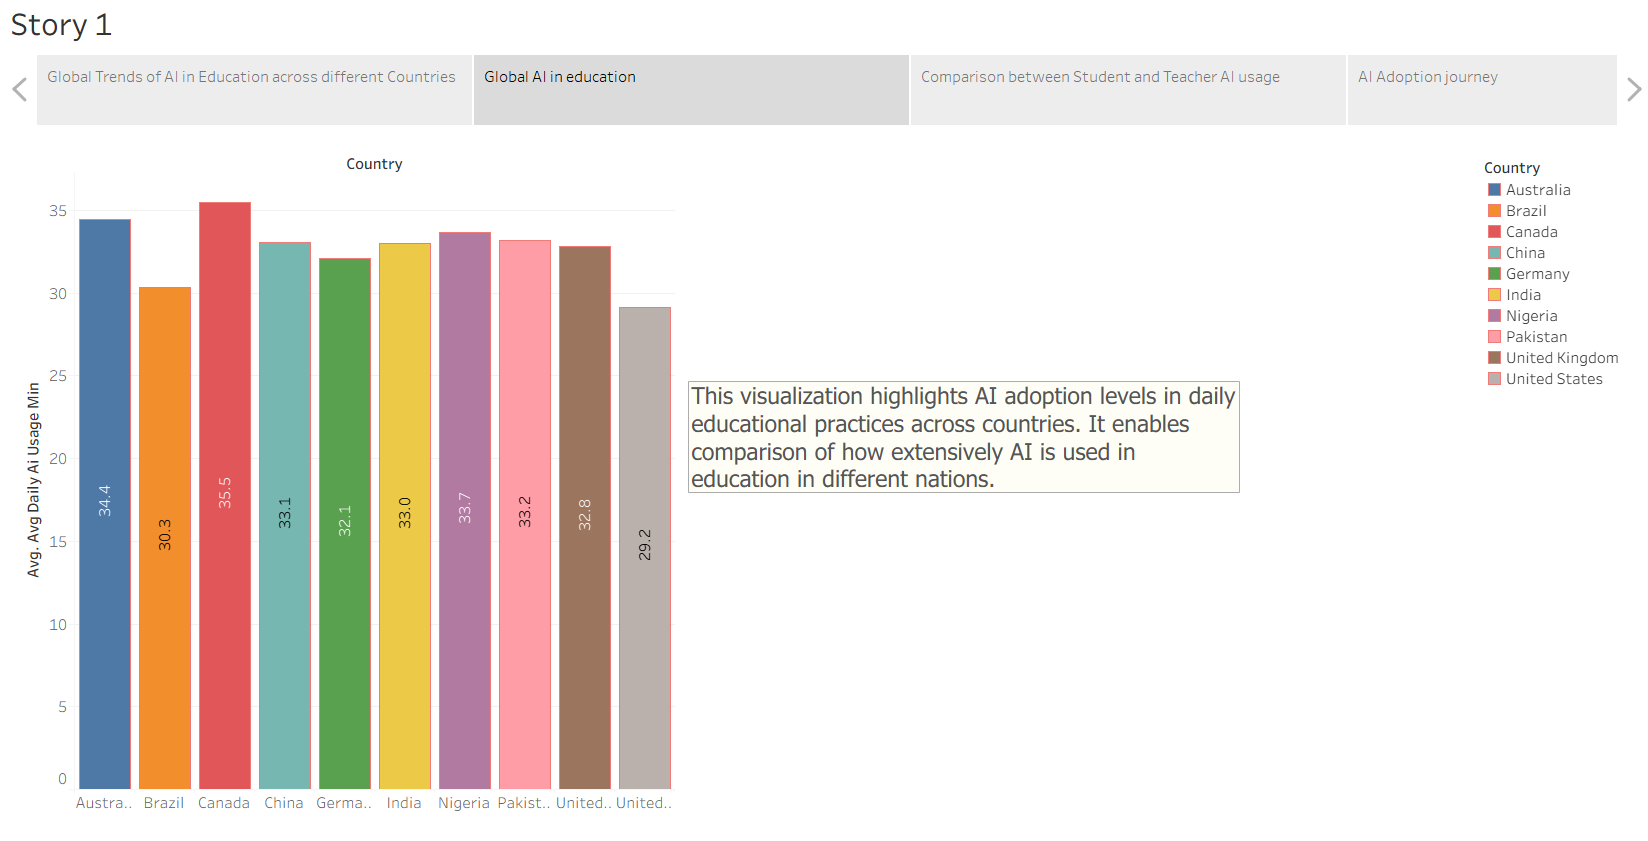 Story 1
Global Trends of AI in Education across different Countries
Global AI in education
Comparison between Student and Teacher AI usage
AI Adoption journey
Country
Avg. Avg Daily Ai Usage Min
35
30
25
20
15
10
5
0
34.4
30.3
35.5
33.1
32.1
33.0
33.7
33.2
32.8
29.2
Austra..
Brazil
Canada
China
Germa..
India
Nigeria
Pakist..
United..
United..
This visualization highlights AI adoption levels in daily
educational practices across countries. It enables
comparison of how extensively AI is used in
education in different nations.
Country
Australia
Brazil
Canada
China
Germany
India
Nigeria
Pakistan
United Kingdom
United States